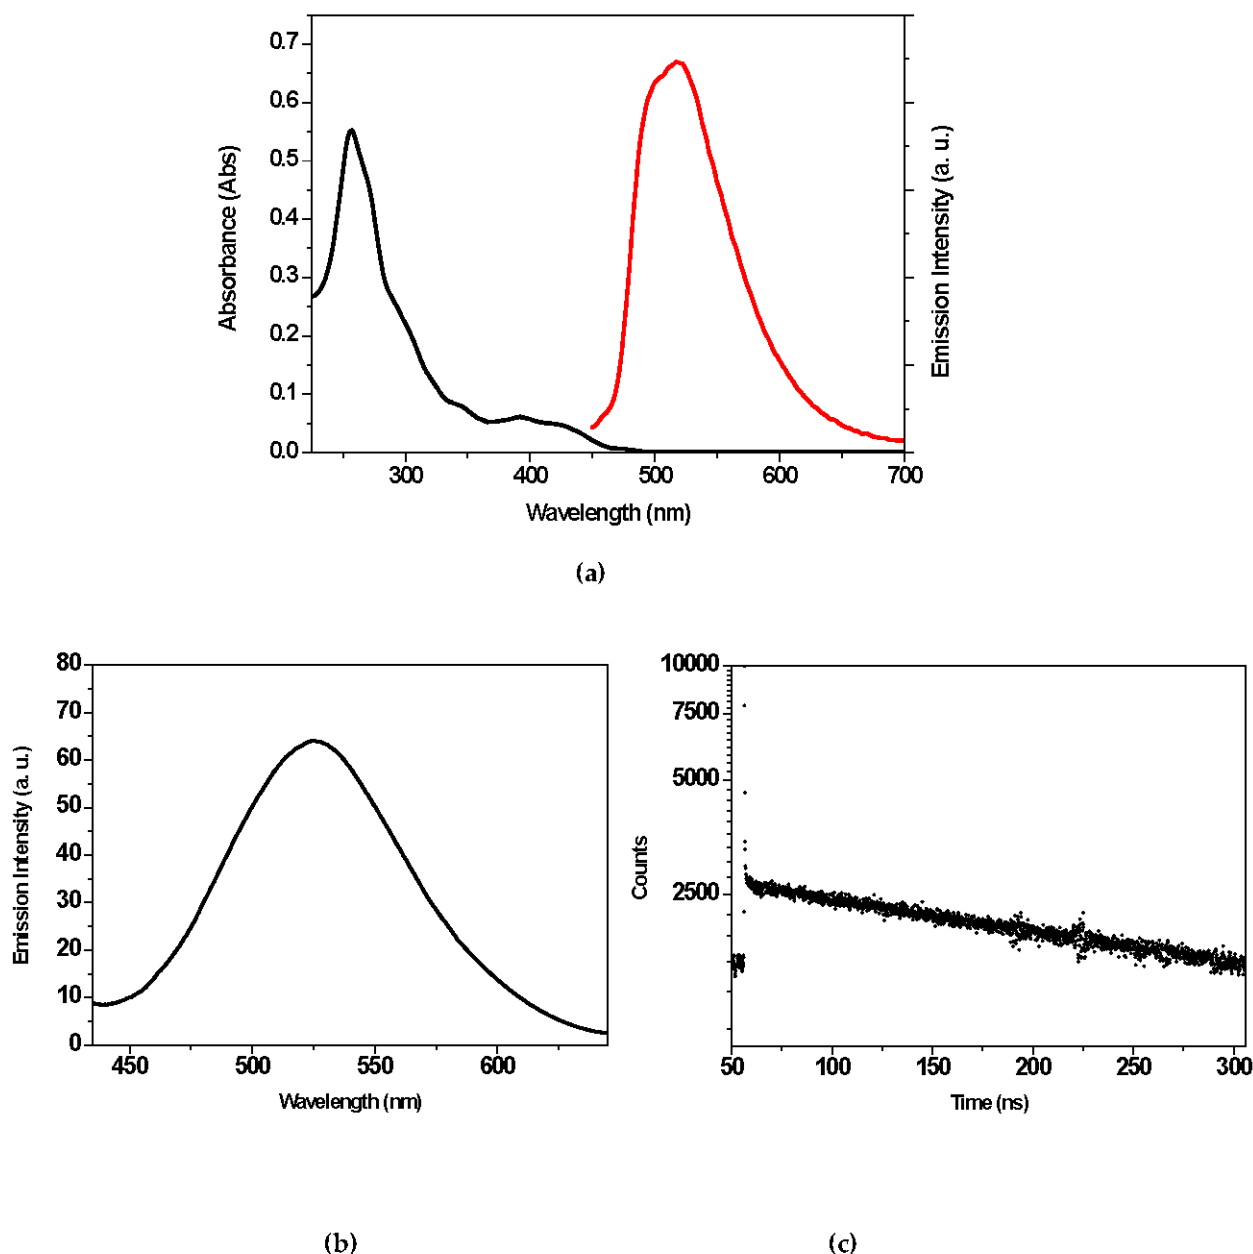 0.7
0.6
0.5
0.4
0.3
0.2
0.1
0.0
Absorbance (Abs)
Emission Intensity (a. u.)
300 400 500 600 700
Wavelength (nm)
(a)
80
70
60
50
40
30
20
10
0
Emission Intensity (a. u.)
450 500 550 600
Wavelength (nm)
(b)
10000
7500
5000
2500
Counts
50 100 150 200 250 300
Time (ns)
(c)